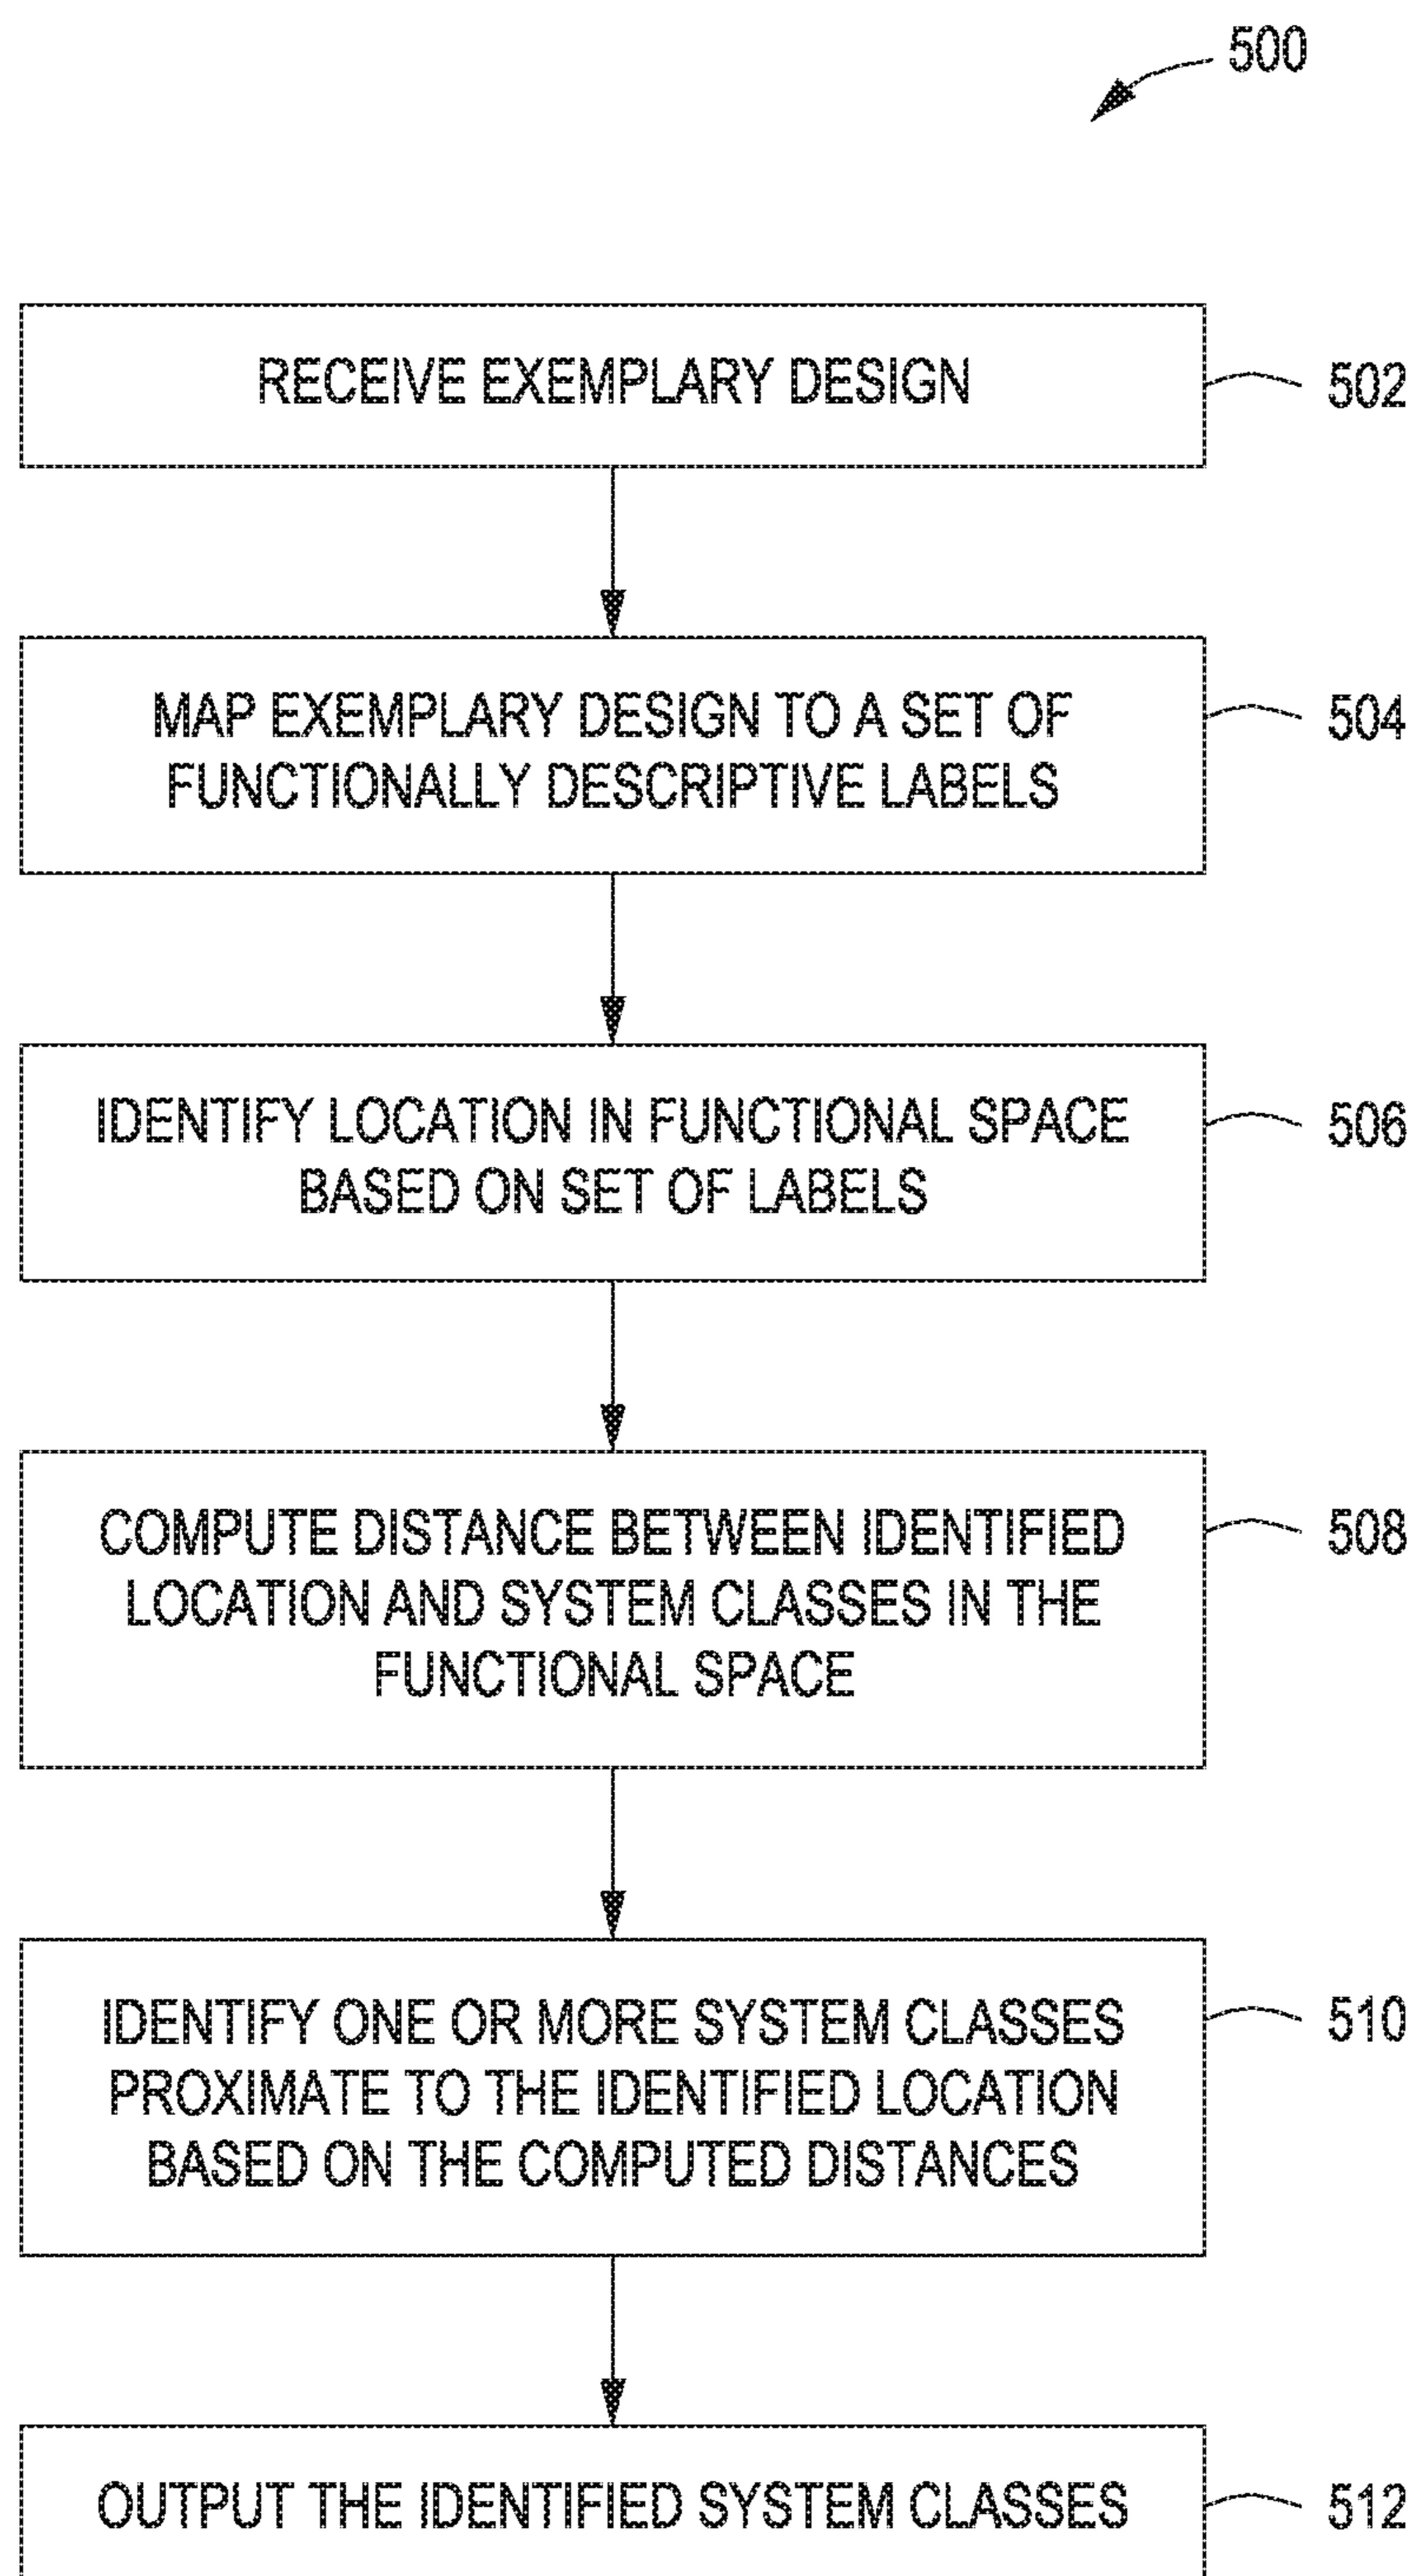 500
RECEIVE EXEMPLARY DESIGN
502
MAP EXEMPLARY DESIGN TO A SET OF
FUNCTIONALLY DESCRIPTIVE LABELS
504
IDENTIFY LOCATION IN FUNCTIONAL SPACE
BASED ON SET OF LABELS
506
COMPUTE DISTANCE BETWEEN IDENTIFIED
LOCATION AND SYSTEM CLASSES IN THE
FUNCTIONAL SPACE
508
IDENTIFY ONE OR MORE SYSTEM CLASSES
PROXIMATE TO THE IDENTIFIED LOCATION
BASED ON THE COMPUTED DISTANCES
510
OUTPUT THE IDENTIFIED SYSTEM CLASSES
512